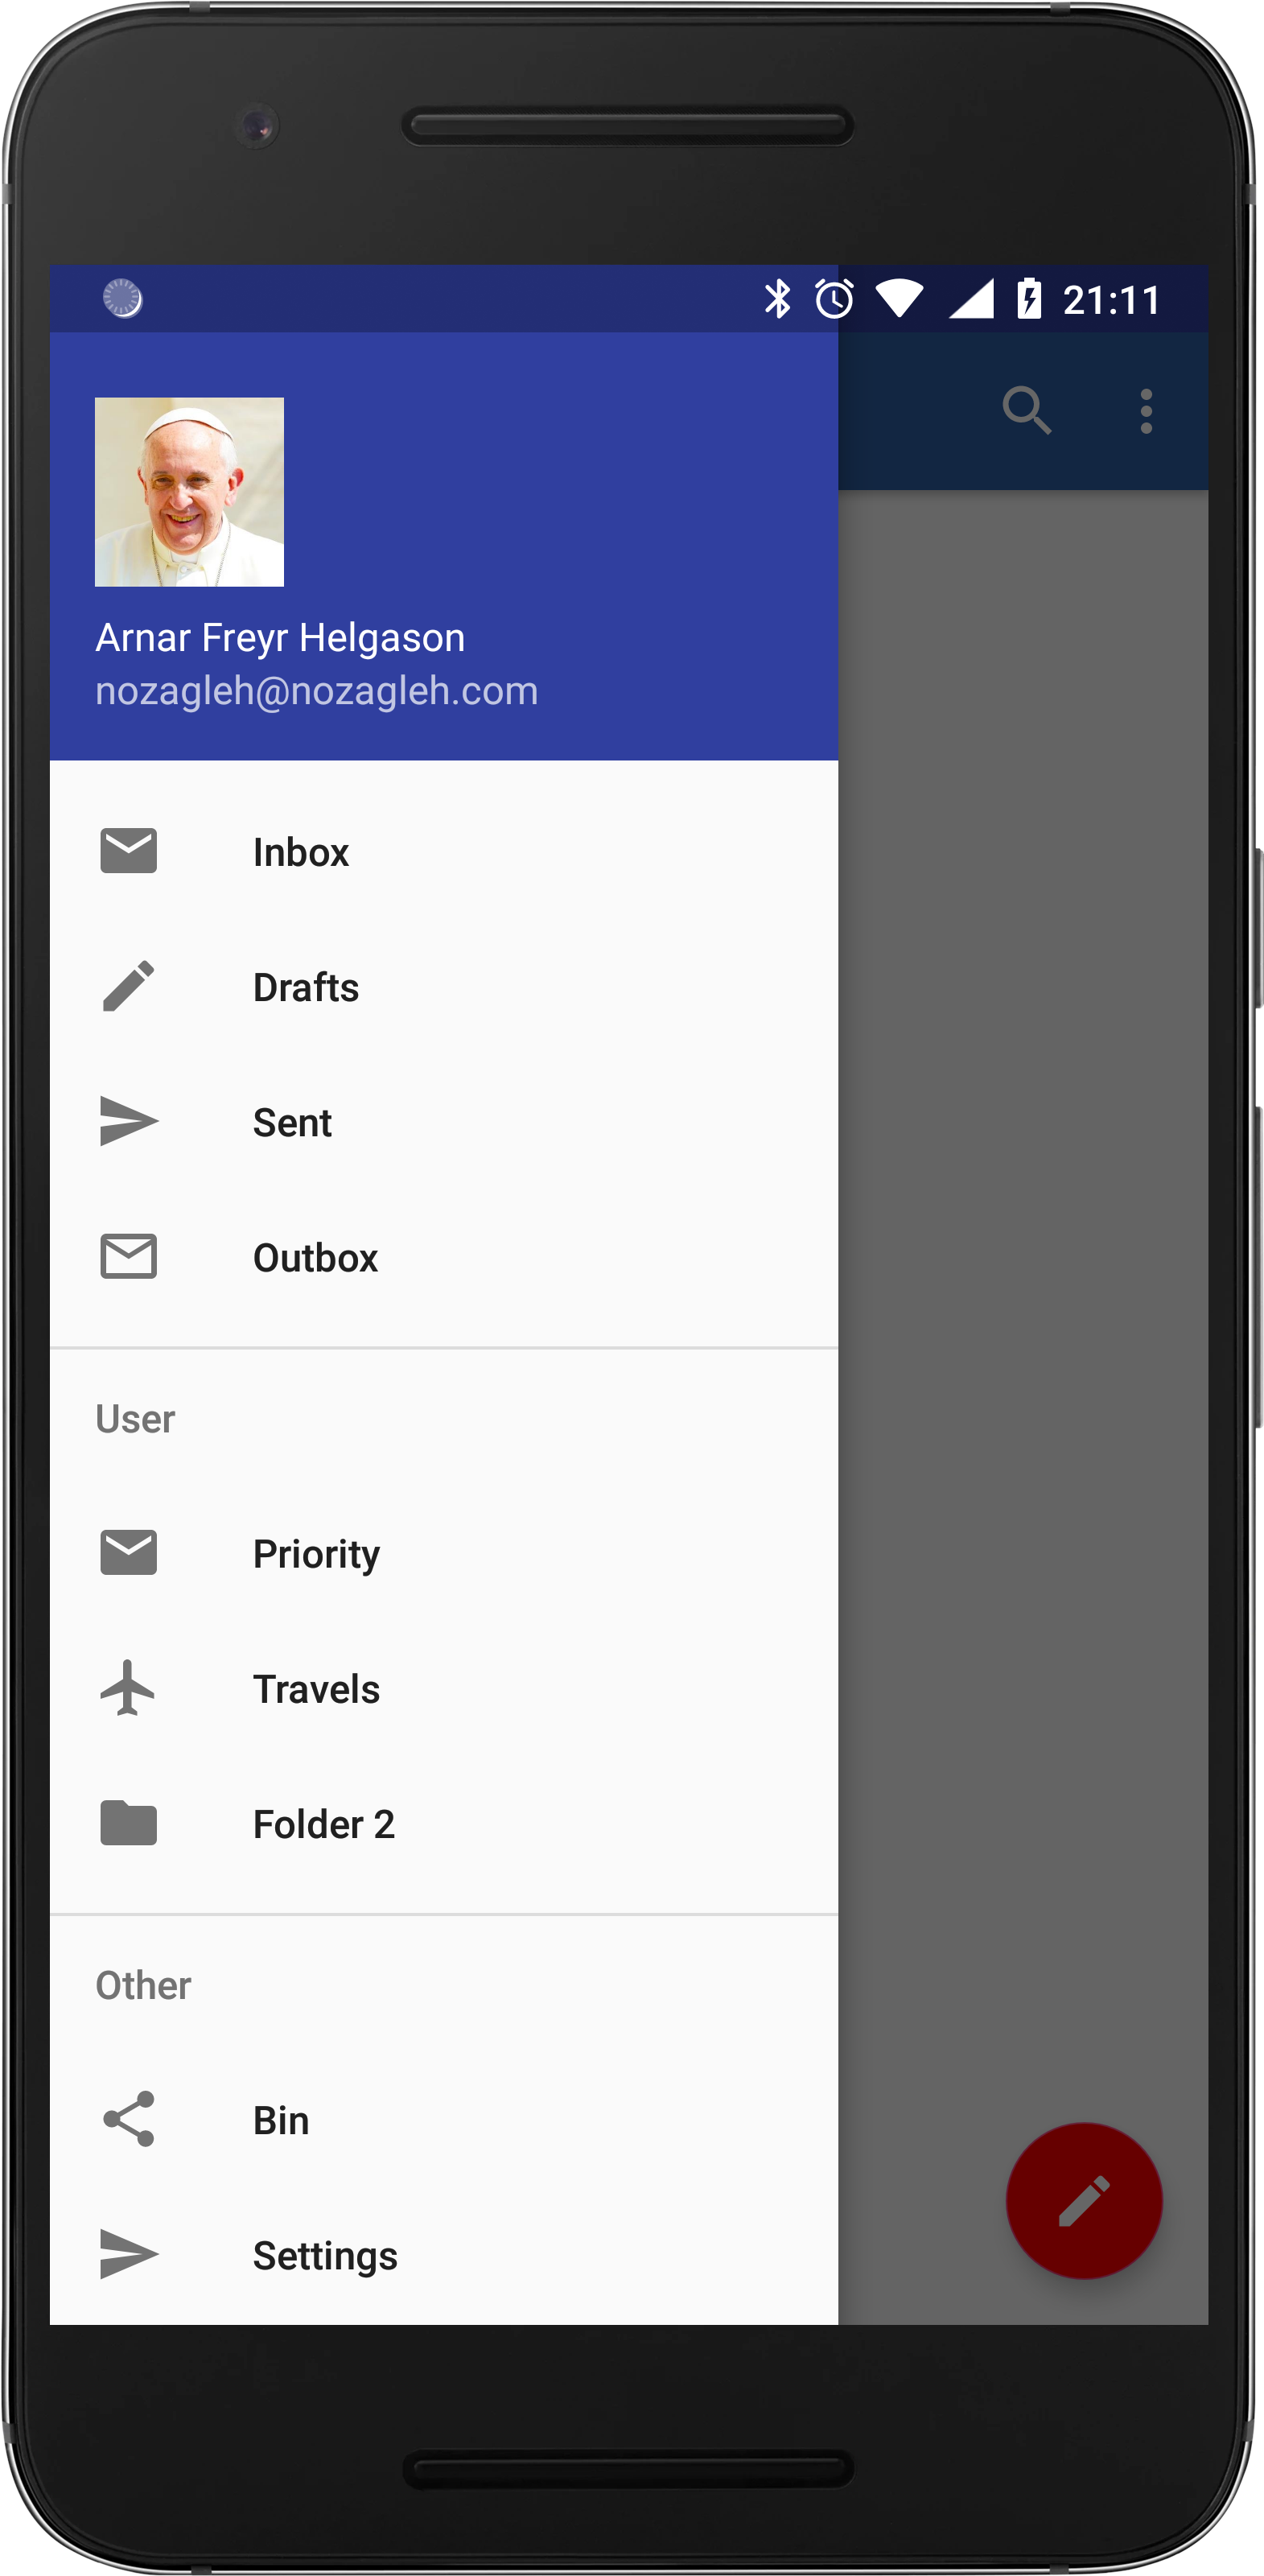 21:11
Arnar Freyr Helgason
nozagleh@nozagleh.com
Inbox
Drafts
Sent
Outbox
User
Priority
Travels
Folder 2
Other
Bin
Settings